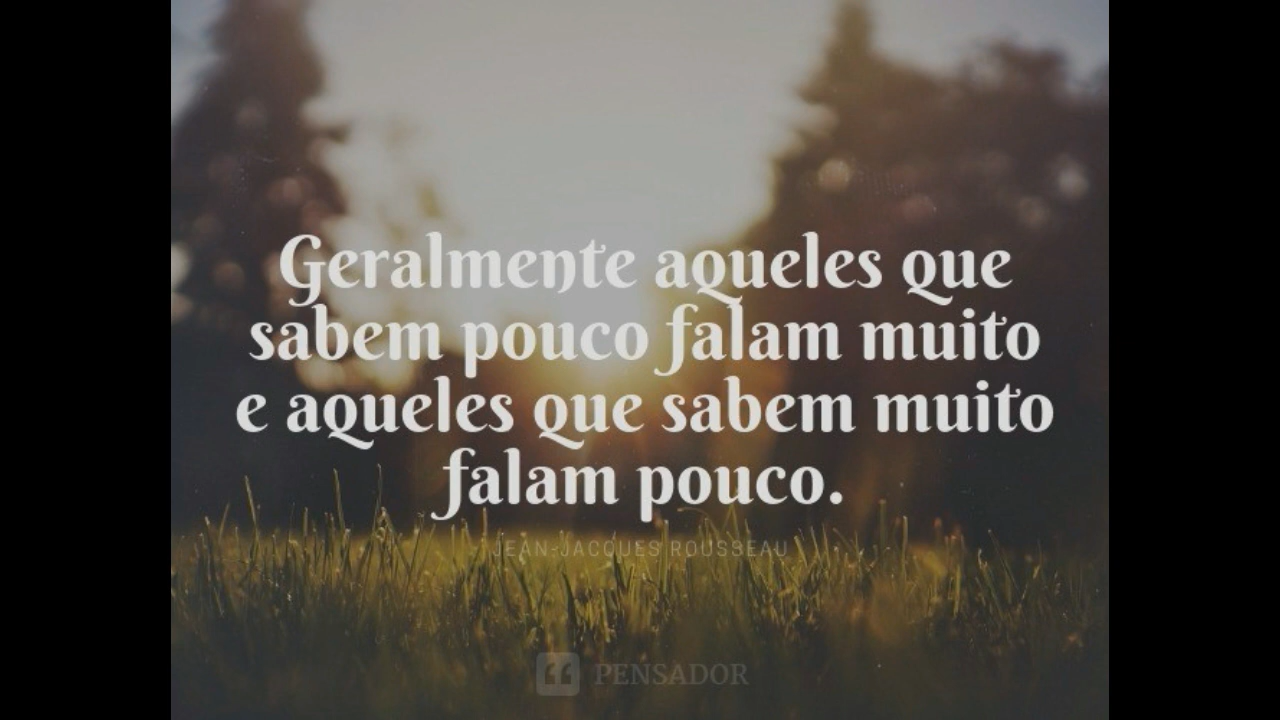 Geralmente aqueles que
sabem pouco falam muito
e aqueles que sabem muito
falam pouco.
JEAN-JACQUES ROUSSEAU
PENSADOR